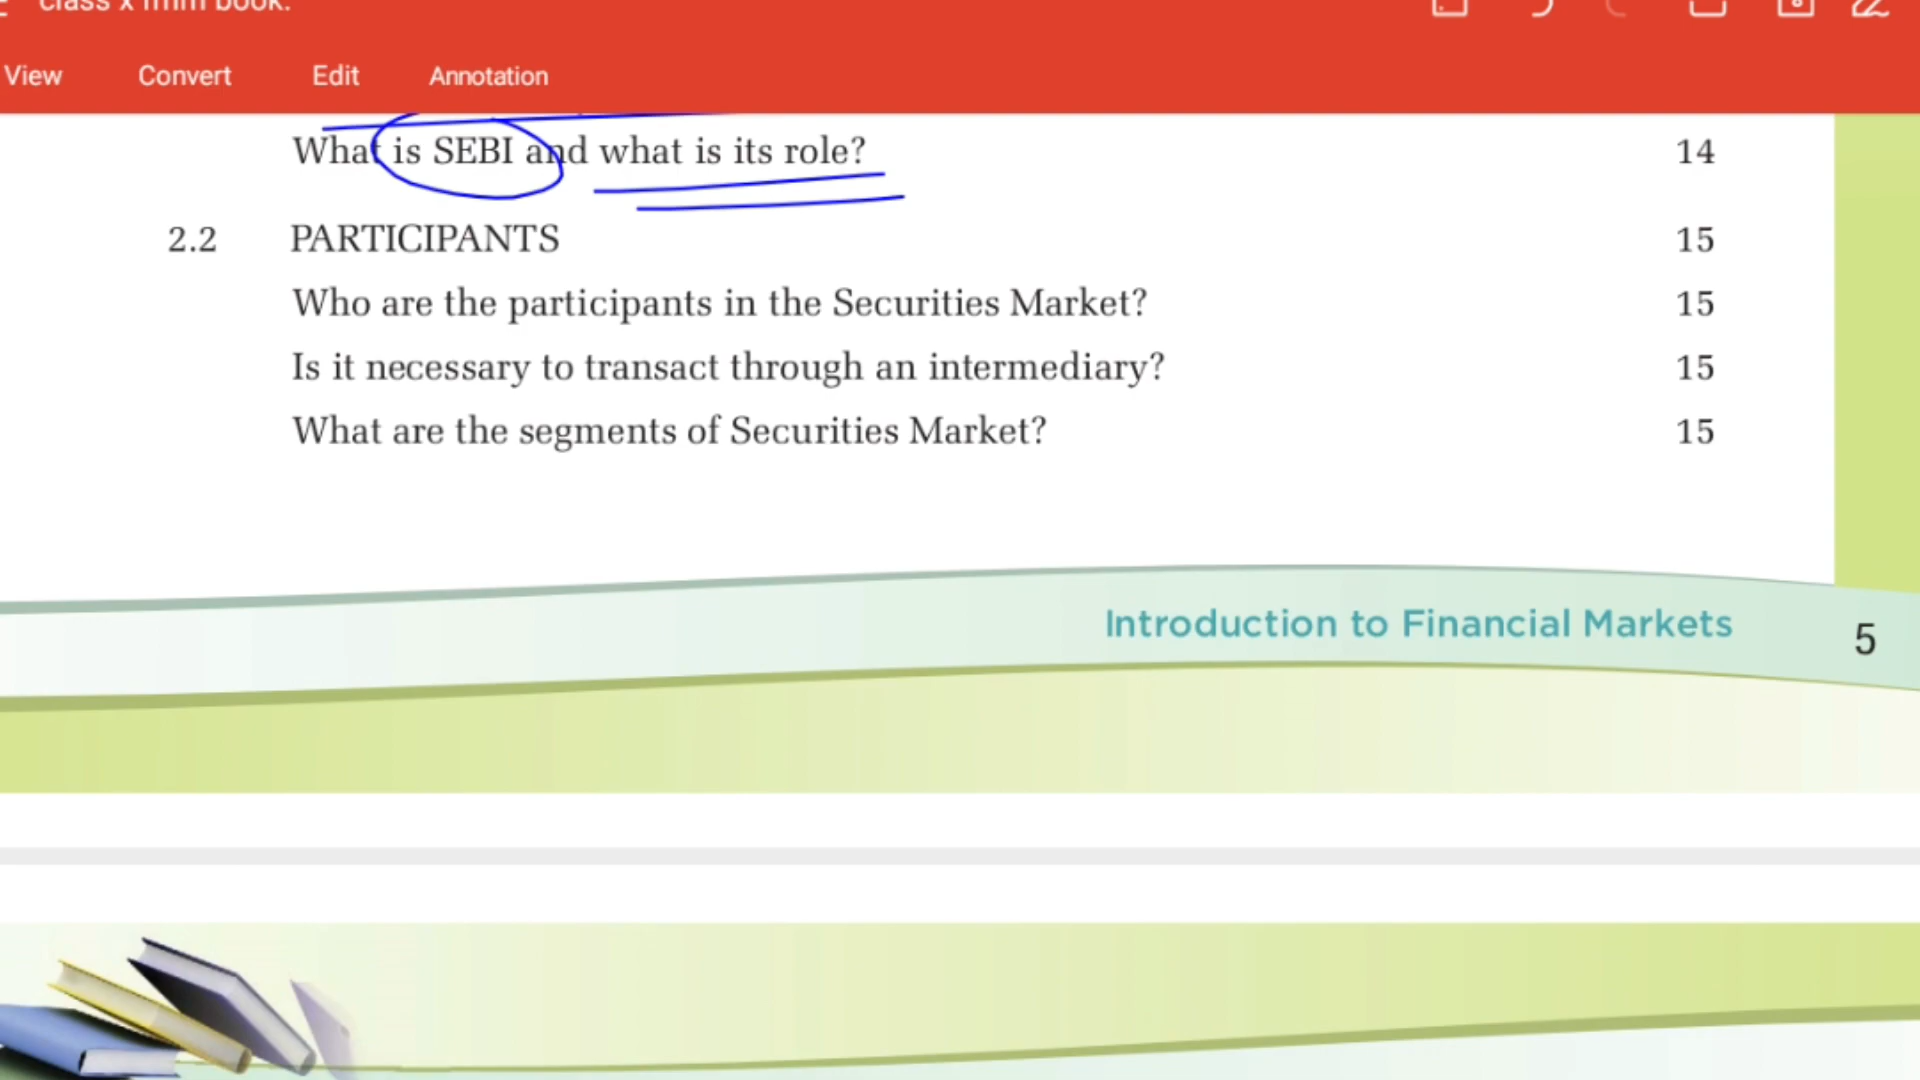 View Convert Edit Annotation
What is SEBI and what is its role? 14
2.2 PARTICIPANTS 15
Who are the participants in the Securities Market? 15
Is it necessary to transact through an intermediary? 15
What are the segments of Securities Market? 15
Introduction to Financial Markets 5